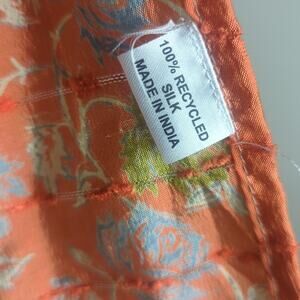 100% RECYCLED
SILK
MADE IN INDIA